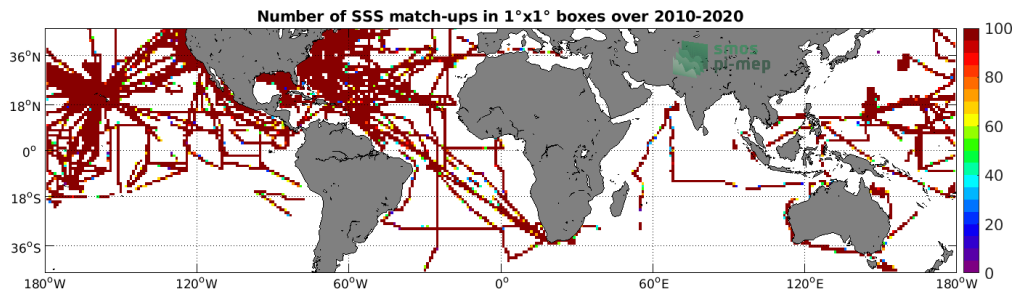 Number of SSS match-ups in 1°x1° boxes over 2010-2020
36°N
18°N
0°
18°S
36°S
180°W
120°W
60°W
0°
60°E
120°E
180°W
100
80
60
40
20
0
smos
pi-mep